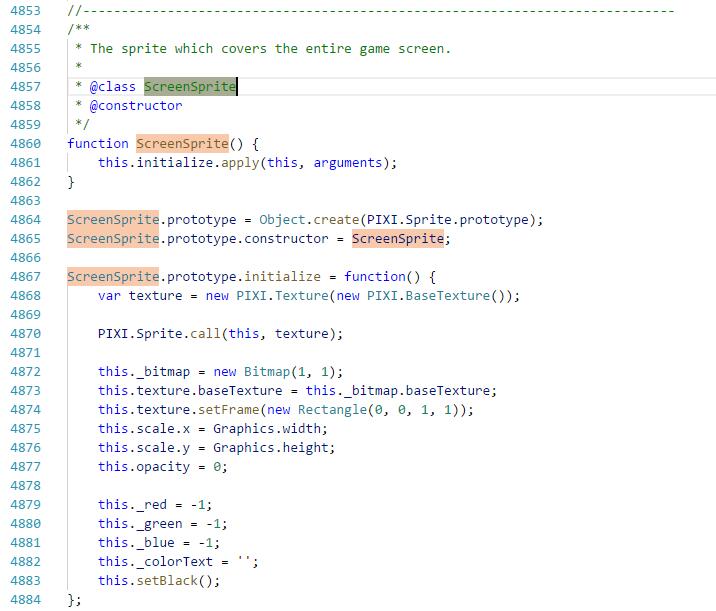 4853 //-----------------------------------------------------------------------------
4854 /**
4855  * The sprite which covers the entire game screen.
4856  *
4857  * @class ScreenSprite
4858  * @constructor
4859  */
4860 function ScreenSprite() {
4861     this.initialize.apply(this, arguments);
4862 }
4863
4864 ScreenSprite.prototype = Object.create(PIXI.Sprite.prototype);
4865 ScreenSprite.prototype.constructor = ScreenSprite;
4866
4867 ScreenSprite.prototype.initialize = function() {
4868     var texture = new PIXI.Texture(new PIXI.BaseTexture());
4869
4870     PIXI.Sprite.call(this, texture);
4871
4872     this._bitmap = new Bitmap(1, 1);
4873     this.texture.baseTexture = this._bitmap.baseTexture;
4874     this.texture.setFrame(new Rectangle(0, 0, 1, 1));
4875     this.scale.x = Graphics.width;
4876     this.scale.y = Graphics.height;
4877     this.opacity = 0;
4878
4879     this._red = -1;
4880     this._green = -1;
4881     this._blue = -1;
4882     this._colorText = '';
4883     this.setBlack();
4884 };